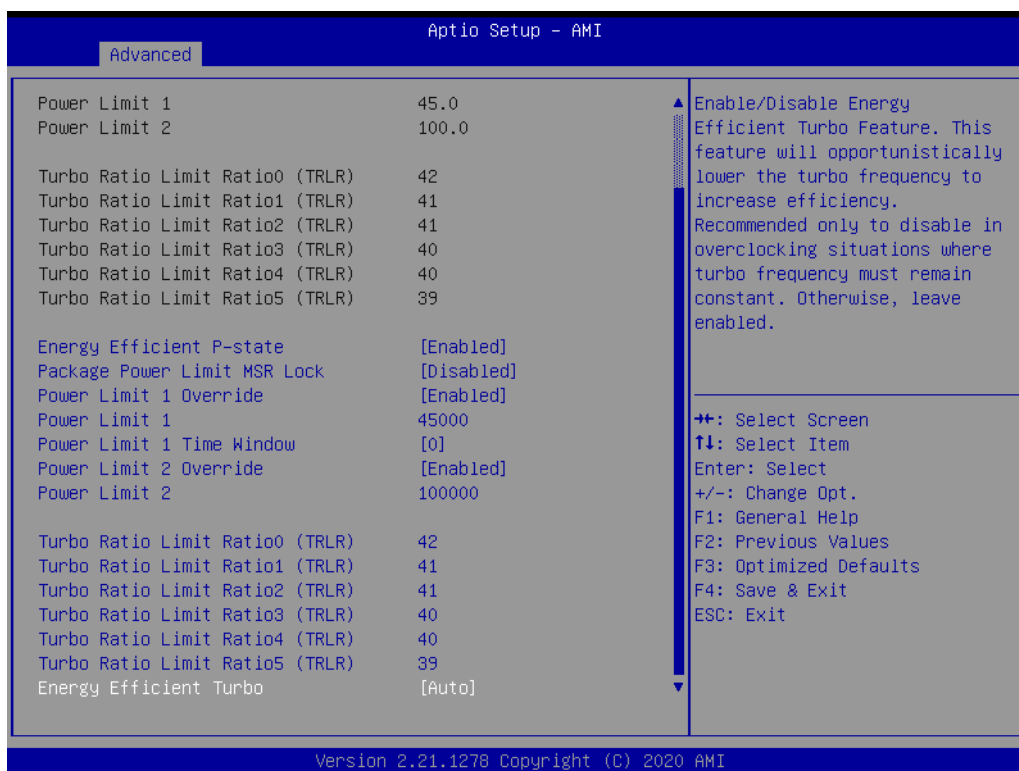 Aptio Setup - AMI
Advanced
Power Limit 1 45.0
Power Limit 2 100.0
Turbo Ratio Limit Ratio0 (TRLR) 42
Turbo Ratio Limit Ratio1 (TRLR) 41
Turbo Ratio Limit Ratio2 (TRLR) 41
Turbo Ratio Limit Ratio3 (TRLR) 40
Turbo Ratio Limit Ratio4 (TRLR) 40
Turbo Ratio Limit Ratio5 (TRLR) 39
Energy Efficient P-state [Enabled]
Package Power Limit MSR Lock [Disabled]
Power Limit 1 Override [Enabled]
Power Limit 1 45000
Power Limit 1 Time Window [0]
Power Limit 2 Override [Enabled]
Power Limit 2 100000
Turbo Ratio Limit Ratio0 (TRLR) 42
Turbo Ratio Limit Ratio1 (TRLR) 41
Turbo Ratio Limit Ratio2 (TRLR) 41
Turbo Ratio Limit Ratio3 (TRLR) 40
Turbo Ratio Limit Ratio4 (TRLR) 40
Turbo Ratio Limit Ratio5 (TRLR) 39
Energy Efficient Turbo [Auto]
Enable/Disable Energy
Efficient Turbo Feature. This
feature will opportunistically
lower the turbo frequency to
increase efficiency.
Recommended only to disable in
overclocking situations where
turbo frequency must remain
constant. Otherwise, leave
enabled.
→←: Select Screen
↑↓: Select Item
Enter: Select
+/-: Change Opt.
F1: General Help
F2: Previous Values
F3: Optimized Defaults
F4: Save & Exit
ESC: Exit
Version 2.21.1278 Copyright (C) 2020 AMI